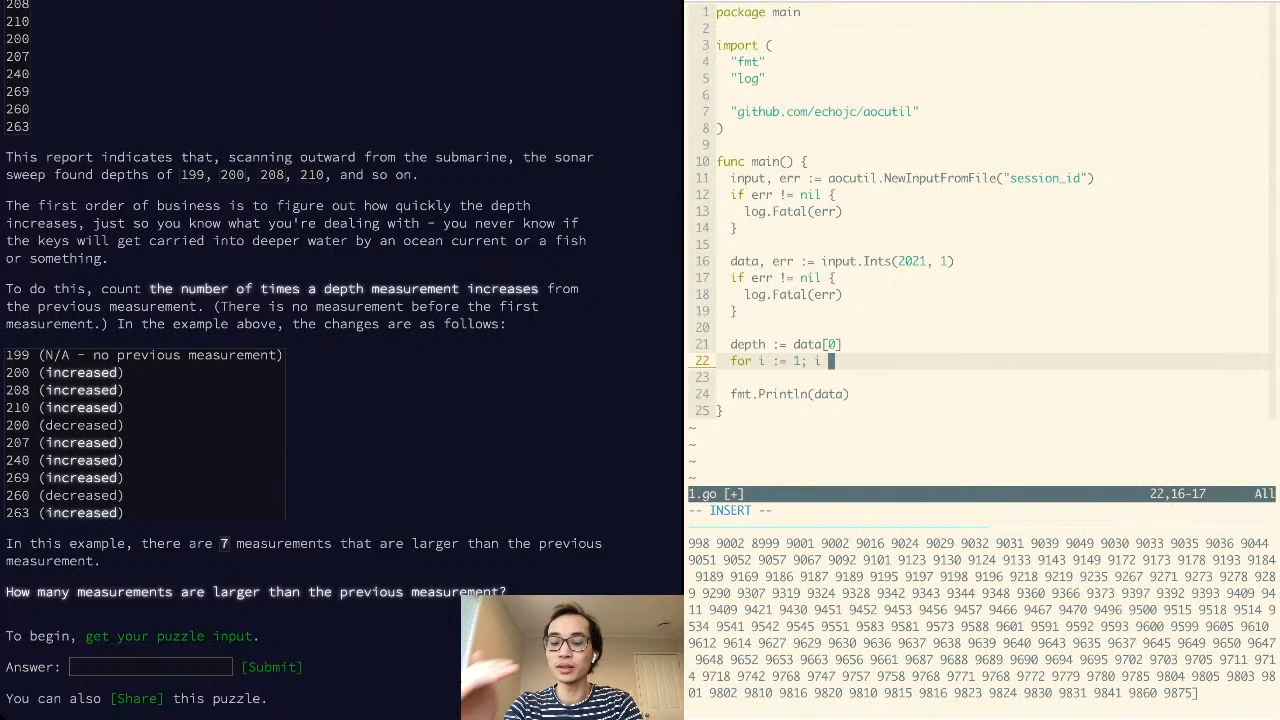 208
210
200
207
240
269
260
263
This report indicates that, scanning outward from the submarine, the sonar
sweep found depths of 199, 200, 208, 210, and so on.
The first order of business is to figure out how quickly the depth
increases, just so you know what you're dealing with - you never know if
the keys will get carried into deeper water by an ocean current or a fish
or something.
To do this, count the number of times a depth measurement increases from
the previous measurement. (There is no measurement before the first
measurement.) In the example above, the changes are as follows:
199 (N/A - no previous measurement)
200 (increased)
208 (increased)
210 (increased)
200 (decreased)
207 (increased)
240 (increased)
269 (increased)
260 (decreased)
263 (increased)
In this example, there are 7 measurements that are larger than the previous
measurement.
How many measurements are larger than the previous measurement?
To begin, get your puzzle input.
Answer: [Submit]
You can also [Share] this puzzle.
1 package main
2
3 import (
4 "fmt"
5 "log"
6
7 "github.com/echojc/aocutil"
8 )
9
10 func main() {
11 input, err := aocutil.NewInputFromFile("session_id")
12 if err != nil {
13 log.Fatal(err)
14 }
15
16 data, err := input.Ints(2021, 1)
17 if err != nil {
18 log.Fatal(err)
19 }
20
21 depth := data[0]
22 for i := 1; i
23
24 fmt.Println(data)
25 }
~
~
~
~
1.go [+] 22,16-17 All
-- INSERT --
998 9002 8999 9001 9002 9016 9024 9029 9032 9031 9039 9049 9030 9033 9035 9036 9044
9051 9052 9057 9069 9067 9092 9101 9123 9130 9124 9133 9143 9149 9172 9173 9178 9193 9184
9189 9169 9186 9187 9189 9195 9197 9198 9196 9218 9219 9235 9267 9271 9273 9278 928
9 9290 9307 9319 9324 9328 9342 9336 9335 9348 9360 9366 9373 9397 9392 9393 9409 94
11 9409 9421 9430 9451 9452 9453 9454 9456 9457 9466 9467 9470 9496 9500 9515 9518 9514 9
534 9541 9542 9545 9551 9583 9581 9573 9588 9601 9591 9592 9593 9600 9599 9605 9610
9612 9614 9627 9629 9630 9636 9637 9638 9639 9630 9631 9629 9635 9637 9645 9649 9650 9647
9648 9652 9653 9656 9661 9687 9688 9689 9690 9694 9695 9702 9703 9705 9711 971
4 9718 9742 9768 9747 9757 9758 9768 9771 9768 9772 9779 9780 9785 9804 9805 9803 98
01 9802 9810 9816 9820 9810 9815 9816 9823 9824 9830 9831 9841 9860 9875]